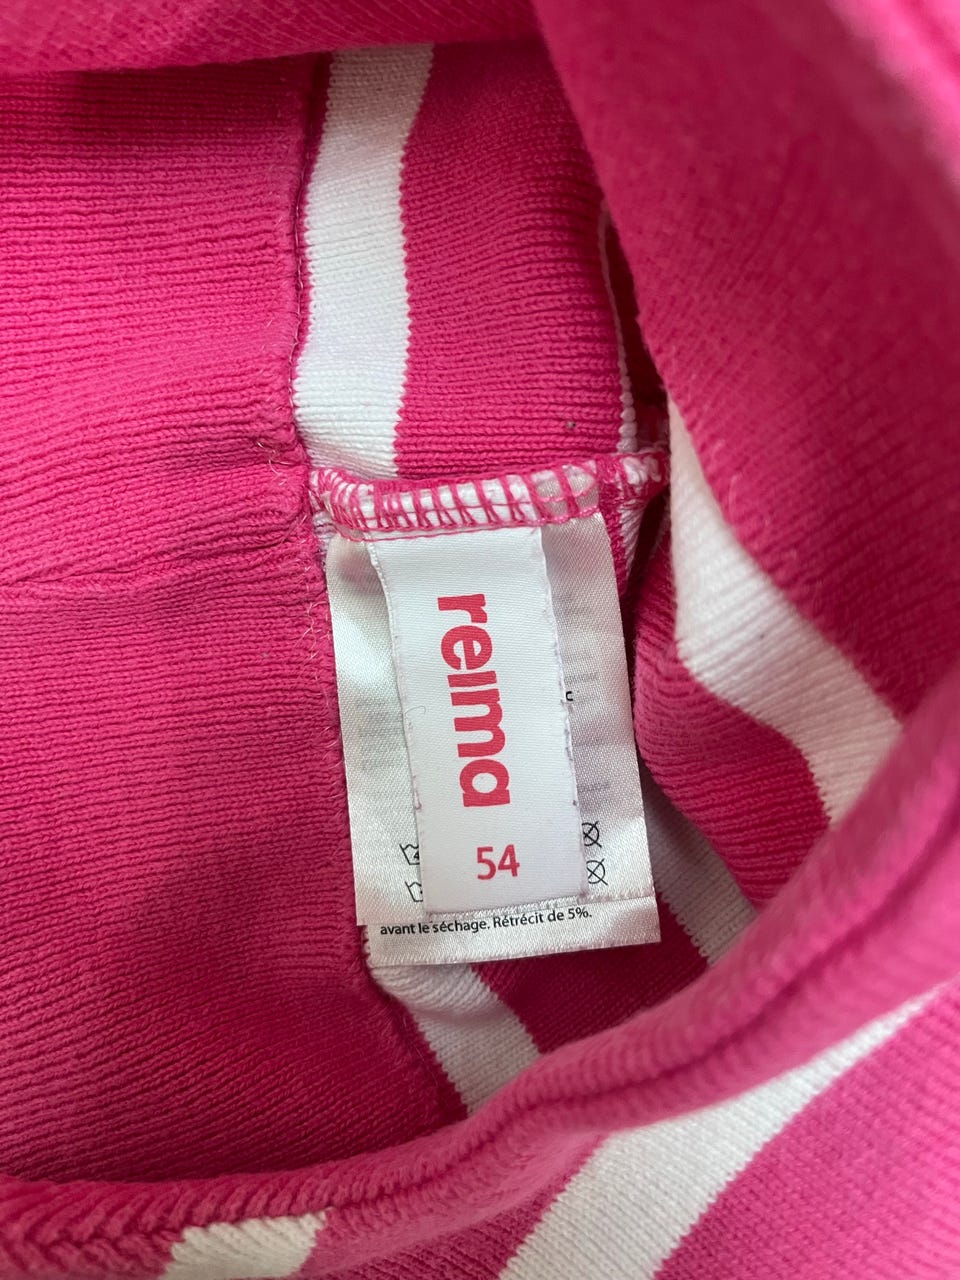 reima
54
avant le séchage. Rétrécit de 5%.